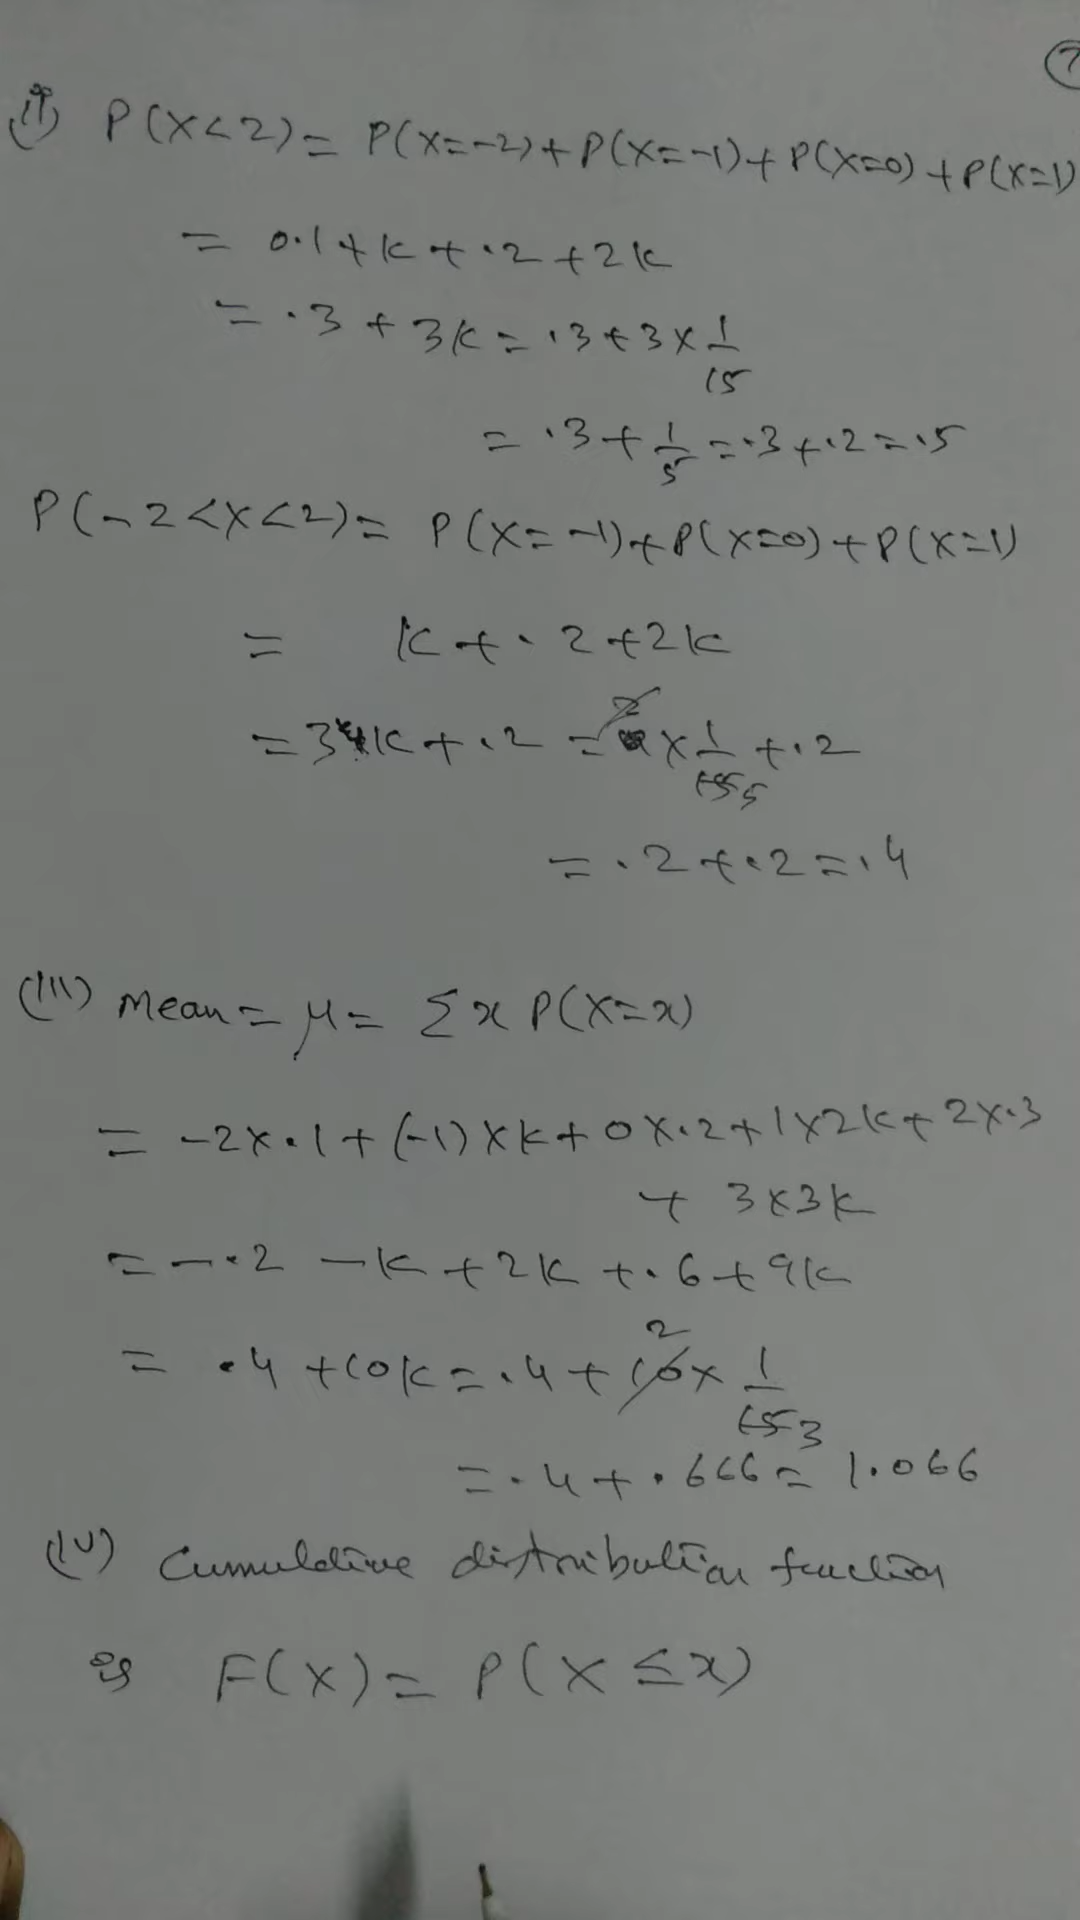 ?
(ii) P(X<2) = P(X=-2)+P(X=-1)+P(X=0)+P(X=1)
= 0.1+k+.2+2k
= .3+3k = .3+3×1/15
= .3+1/5 = .3+.2 = .5
P(-2<X<2) = P(X=-1)+P(X=0)+P(X=1)
= k+.2+2k
= 3k+.2 = ×1/15 5 +.2
= .2+.2 = .4
(III) Mean = μ = Σx P(X=x)
= -2×.1+(-1)×k+0×.2+1×2k+2×.3
+ 3×3k
= -.2 -k+2k+.6+9k
= .4+10k = .4+10 2 ×1/15 3
= .4+.666 = 1.066
(IV) Cumulative distribution function
is F(X) = P(X≤x)